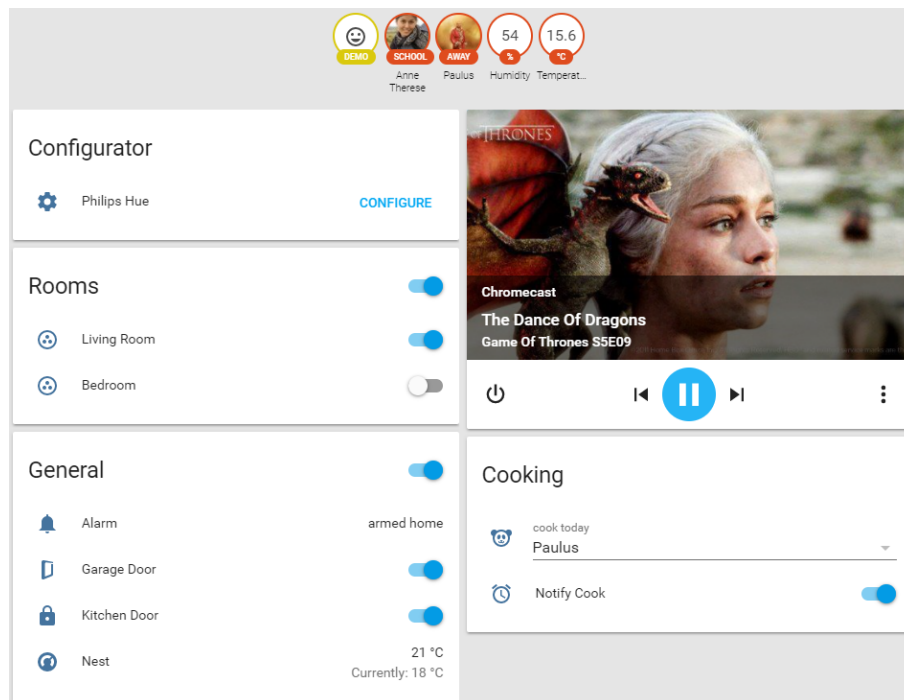 54
15.6
DEMO
SCHOOL
AWAY
%
°C
Anne
Therese
Paulus
Humidity
Temperat...
Configurator
Philips Hue
CONFIGURE
Rooms
Living Room
Bedroom
General
Alarm
armed home
Garage Door
Kitchen Door
Nest
21 °C
Currently: 18 °C
THRONES
Chromecast
The Dance Of Dragons
Game Of Thrones S5E09
Cooking
cook today
Paulus
Notify Cook